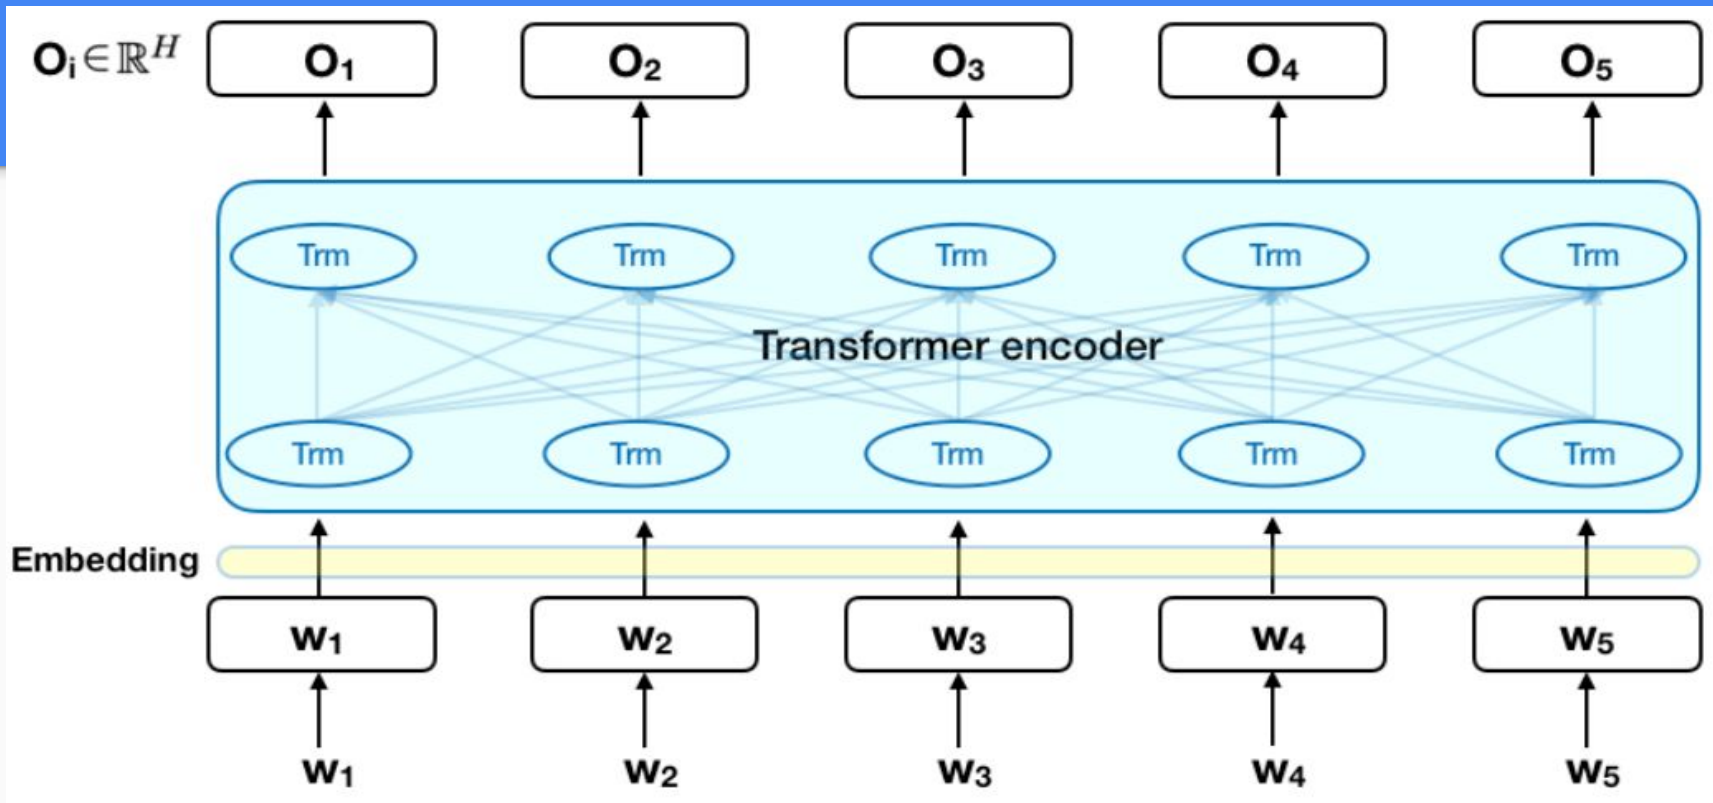 Oᵢ∈ℝᴴ O₁ O₂ O₃ O₄ O₅
Trm Trm Trm Trm Trm
Transformer encoder
Trm Trm Trm Trm Trm
Embedding
w₁ w₂ w₃ w₄ w₅
w₁ w₂ w₃ w₄ w₅